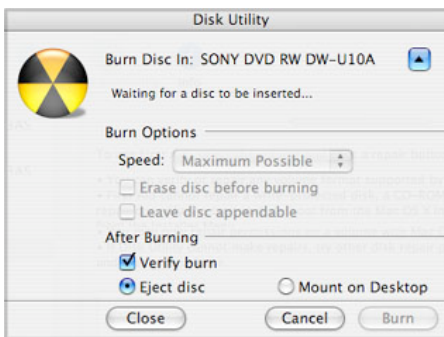 Disk Utility
Burn Disc In: SONY DVD RW DW-U10A
Waiting for a disc to be inserted...
Burn Options
Speed: Maximum Possible
Erase disc before burning
Leave disc appendable
After Burning
Verify burn
Eject disc Mount on Desktop
Close Cancel Burn